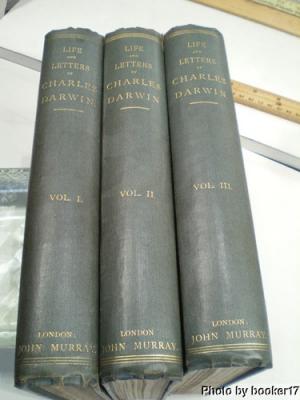 LIFE
AND
LETTERS
OF
CHARLES
DARWIN.
VOL. I.
LONDON:
JOHN MURRAY.
LIFE
AND
LETTERS
OF
CHARLES
DARWIN.
VOL. II.
LONDON
JOHN MURRAY.
LIFE
AND
LETTERS
OF
CHARLES
DARWIN
VOL. III.
LONDON:
JOHN MURRAY.
Photo by booker17